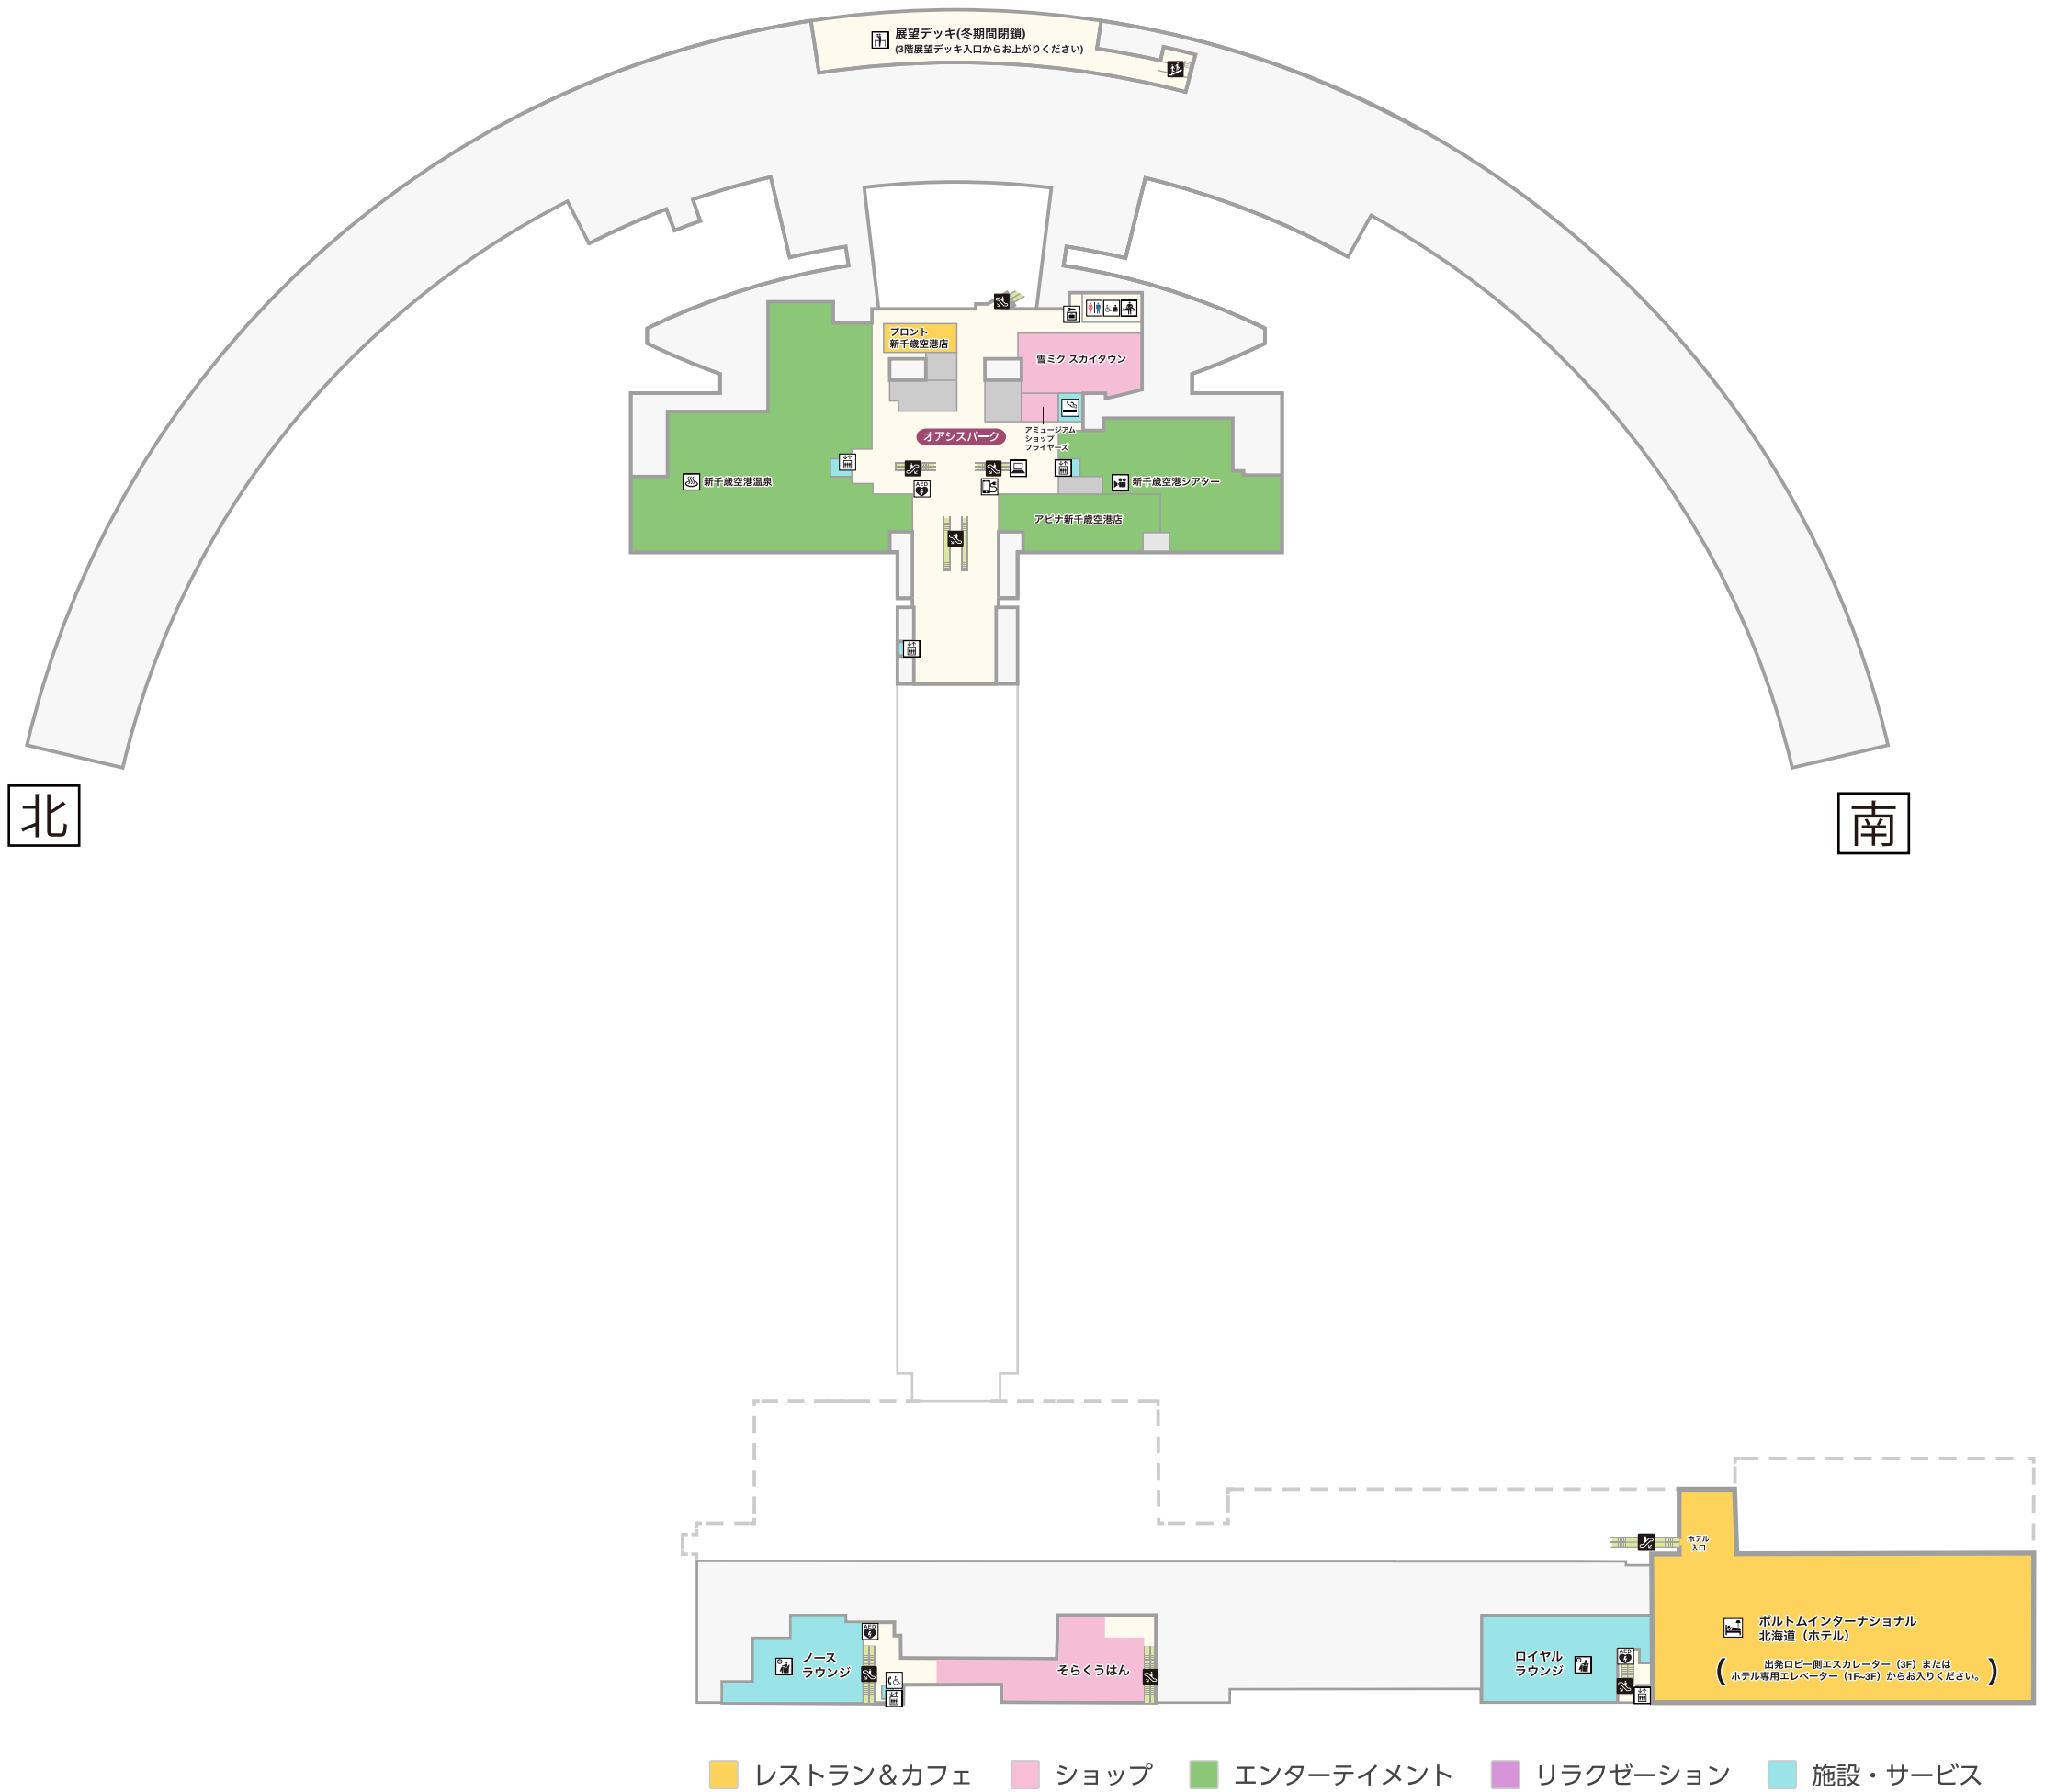 展望デッキ(冬期間閉鎖)
(3階展望デッキ入口からお上がりください)
プロント
新千歳空港店
雪ミク スカイタウン
アミュージアム
ショップ
フライヤーズ
オアシスパーク
新千歳空港温泉
AED
新千歳空港シアター
アピナ新千歳空港店
北
南
ホテル
入口
ポルトムインターナショナル
北海道（ホテル）
(出発ロビー側エスカレーター（3F）または
ホテル専用エレベーター（1F~3F）からお入りください。)
AED
ノース
ラウンジ
そらくうはん
ロイヤル
ラウンジ
AED
レストラン＆カフェ
ショップ
エンターテイメント
リラクゼーション
施設・サービス